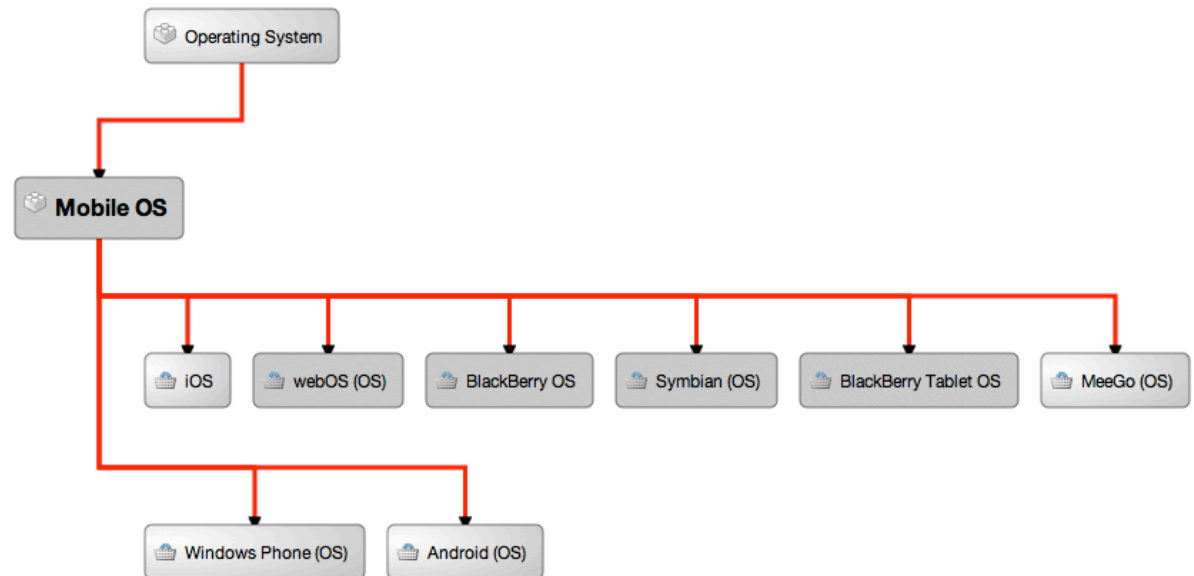 Operating System
Mobile OS
iOS
webOS (OS)
BlackBerry OS
Symbian (OS)
BlackBerry Tablet OS
MeeGo (OS)
Windows Phone (OS)
Android (OS)